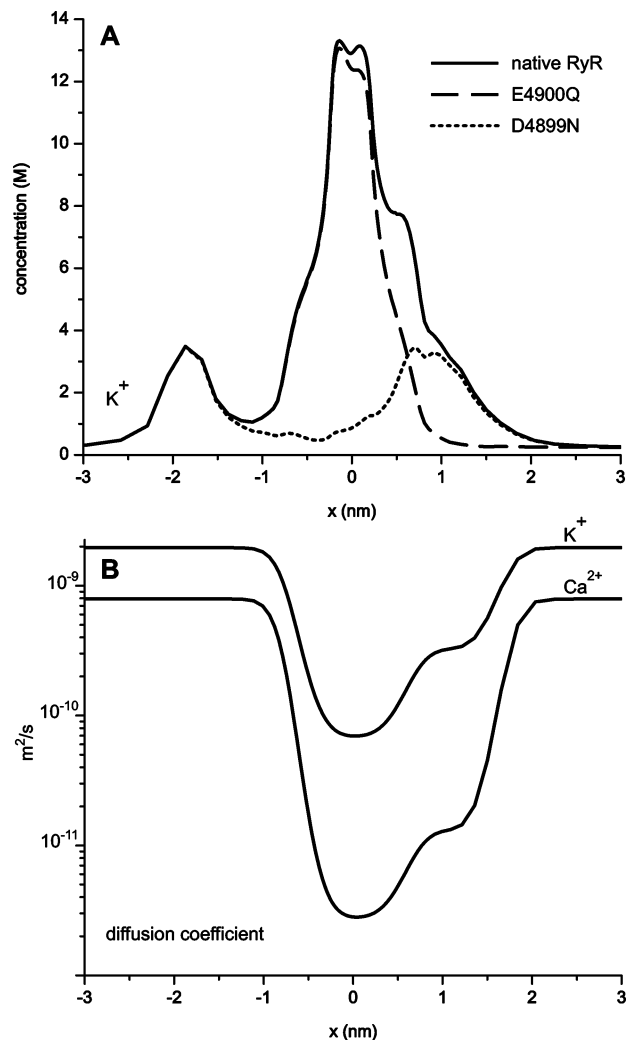 A
14
12
10
8
6
4
2
0
concentration (M)
native RyR
E4900Q
D4899N
K+
-3 -2 -1 0 1 2 3
x (nm)
B
K+
Ca2+
10-9
10-10
10-11
m2/s
diffusion coefficient
-3 -2 -1 0 1 2 3
x (nm)